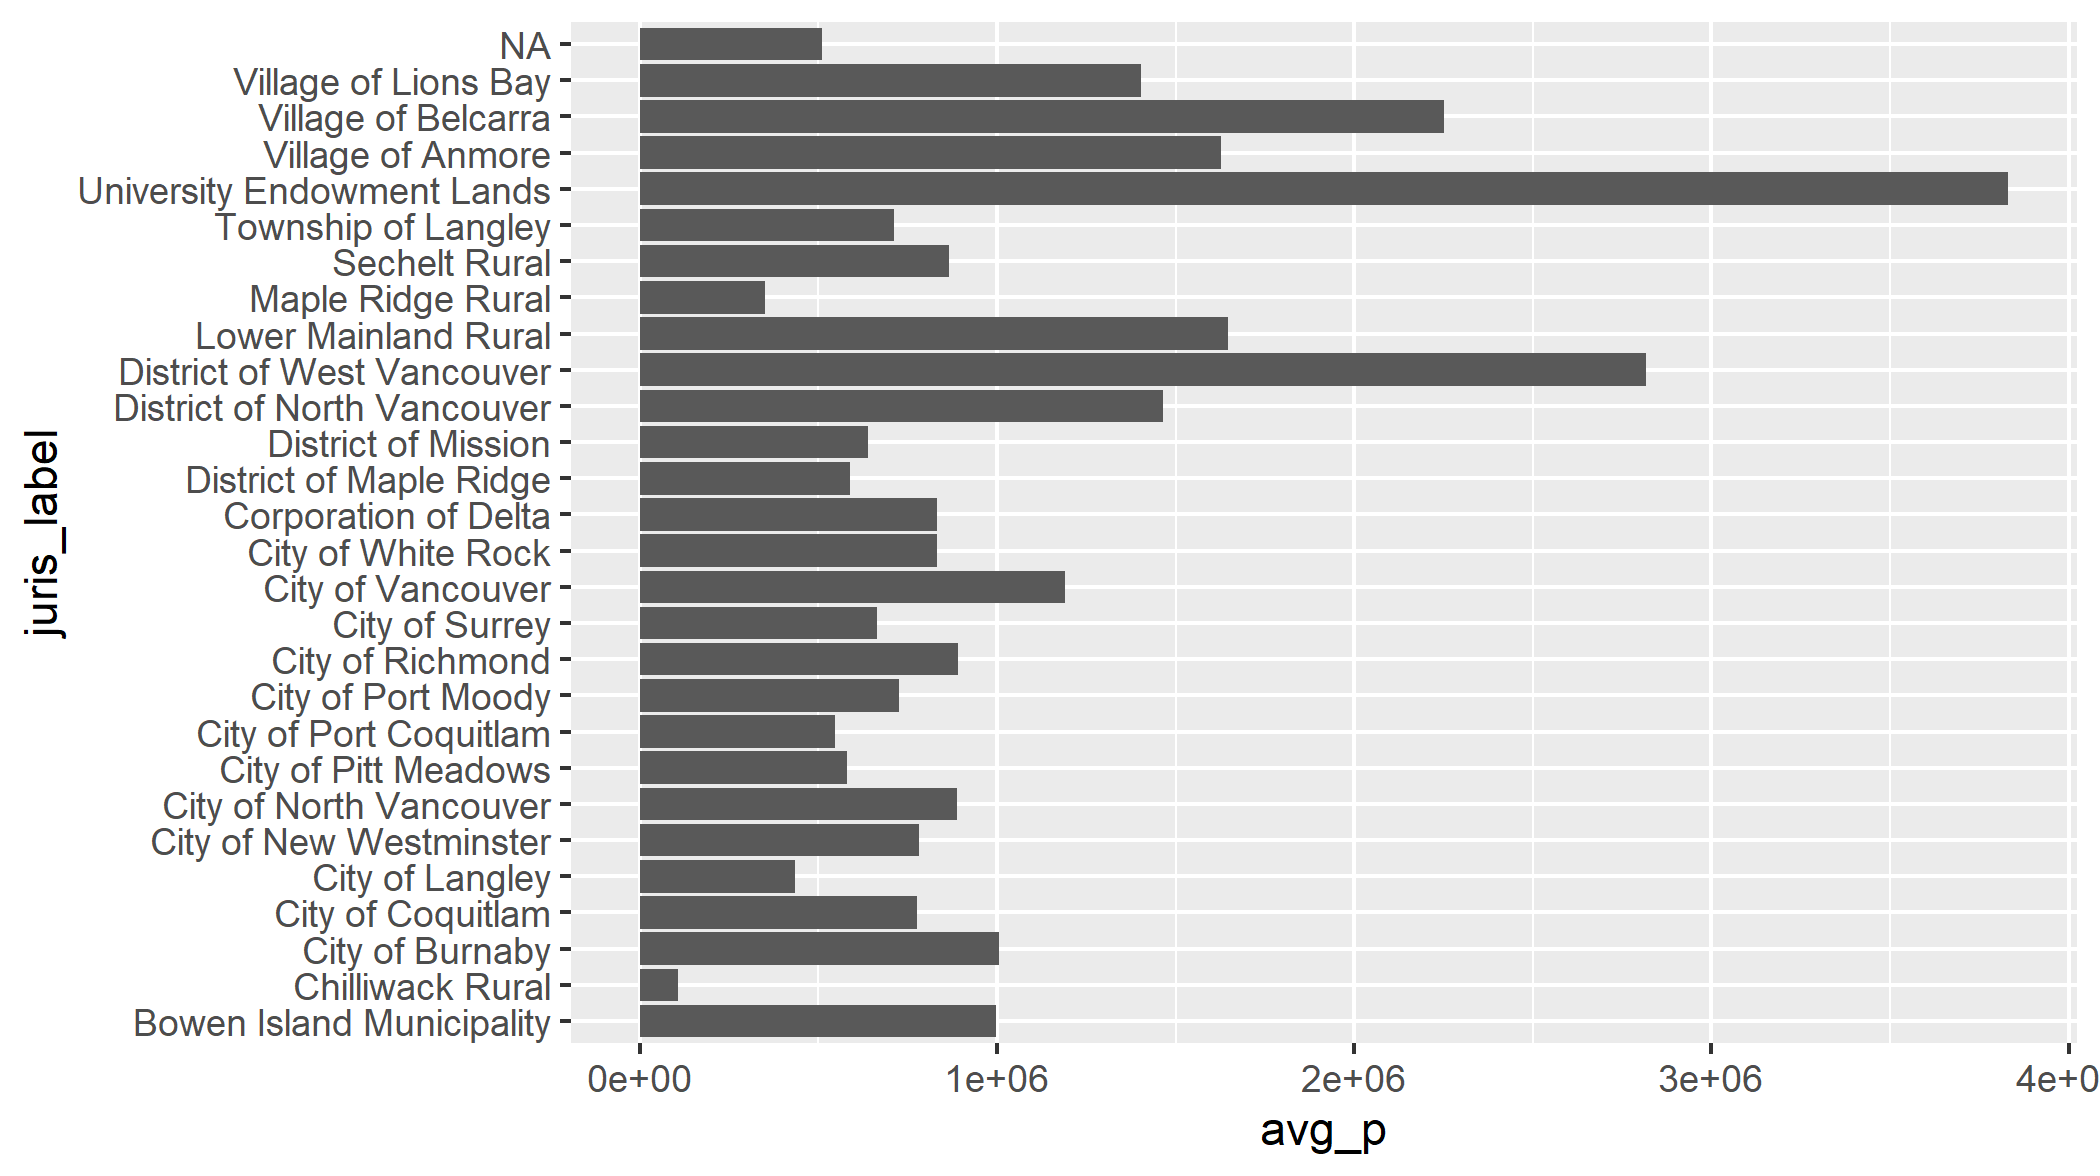 NA
Village of Lions Bay
Village of Belcarra
Village of Anmore
University Endowment Lands
Township of Langley
Sechelt Rural
Maple Ridge Rural
Lower Mainland Rural
District of West Vancouver
District of North Vancouver
District of Mission
District of Maple Ridge
Corporation of Delta
City of White Rock
City of Vancouver
City of Surrey
City of Richmond
City of Port Moody
City of Port Coquitlam
City of Pitt Meadows
City of North Vancouver
City of New Westminster
City of Langley
City of Coquitlam
City of Burnaby
Chilliwack Rural
Bowen Island Municipality
juris_label
0e+00 1e+06 2e+06 3e+06 4e+0
avg_p